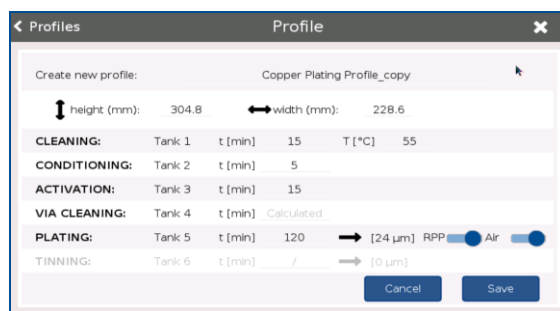 Profiles Profile
Create new profile: Copper Plating Profile_copy
height (mm): 304.8 width (mm): 228.6
CLEANING: Tank 1 t [min] 15 T [°C] 55
CONDITIONING: Tank 2 t [min] 5
ACTIVATION: Tank 3 t [min] 15
VIA CLEANING: Tank 4 t [min] Calculated
PLATING: Tank 5 t [min] 120 [24 µm] RPP Air
TINNING: Tank 6 t [min] / [0 µm]
Cancel Save